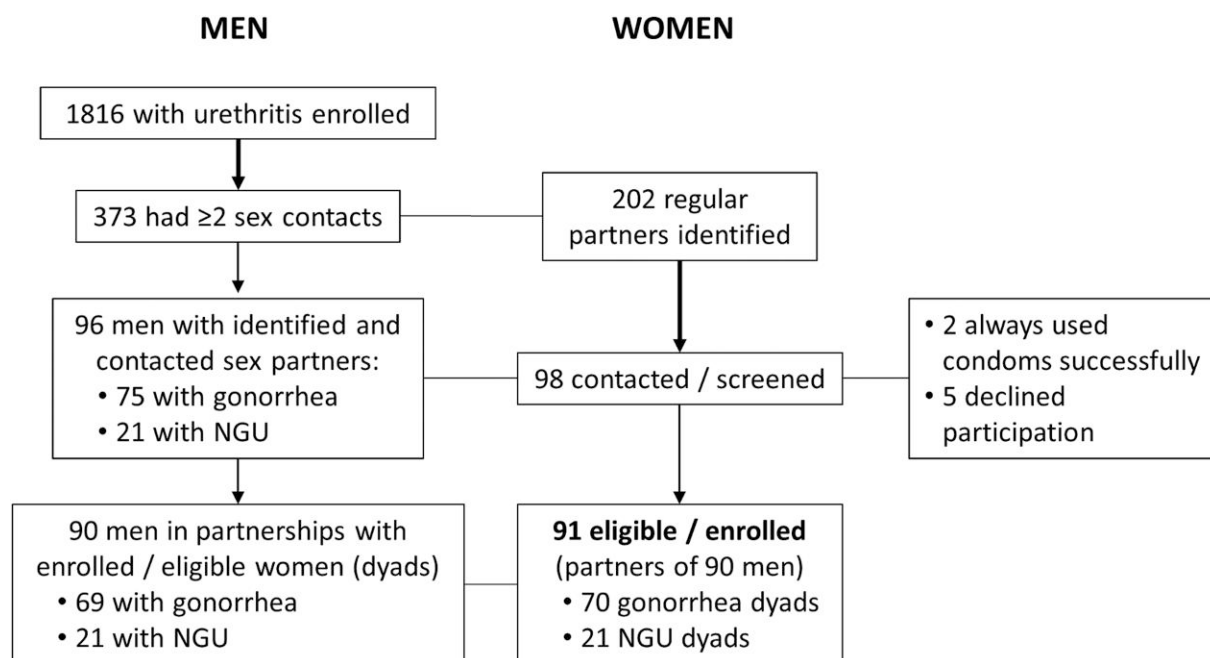 MEN
WOMEN
1816 with urethritis enrolled
373 had ≥2 sex contacts
202 regular
partners identified
96 men with identified and
contacted sex partners:
• 75 with gonorrhea
• 21 with NGU
98 contacted / screened
• 2 always used
condoms successfully
• 5 declined
participation
90 men in partnerships with
enrolled / eligible women (dyads)
• 69 with gonorrhea
• 21 with NGU
91 eligible / enrolled
(partners of 90 men)
• 70 gonorrhea dyads
• 21 NGU dyads